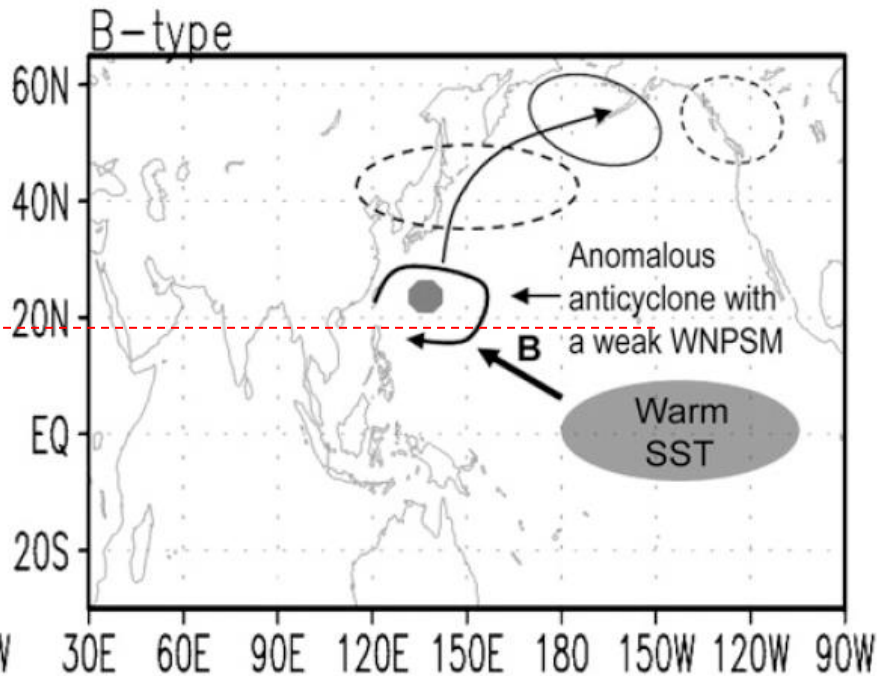 B-type
60N
40N
20N
EQ
20S
Anomalous
anticyclone with
a weak WNPSM
B
Warm
SST
W 30E 60E 90E 120E 150E 180 150W 120W 90W